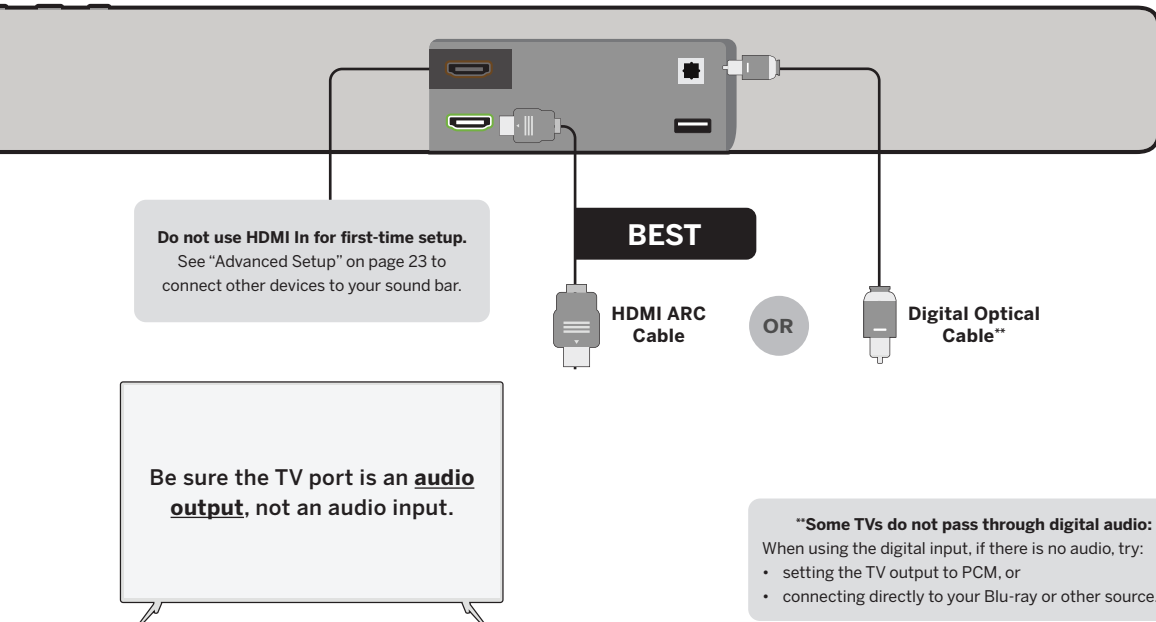 Do not use HDMI In for first-time setup.
See “Advanced Setup” on page 23 to
connect other devices to your sound bar.
BEST
HDMI ARC
Cable
OR
Digital Optical
Cable**
Be sure the TV port is an audio
output, not an audio input.
**Some TVs do not pass through digital audio:
When using the digital input, if there is no audio, try:
• setting the TV output to PCM, or
• connecting directly to your Blu-ray or other source.